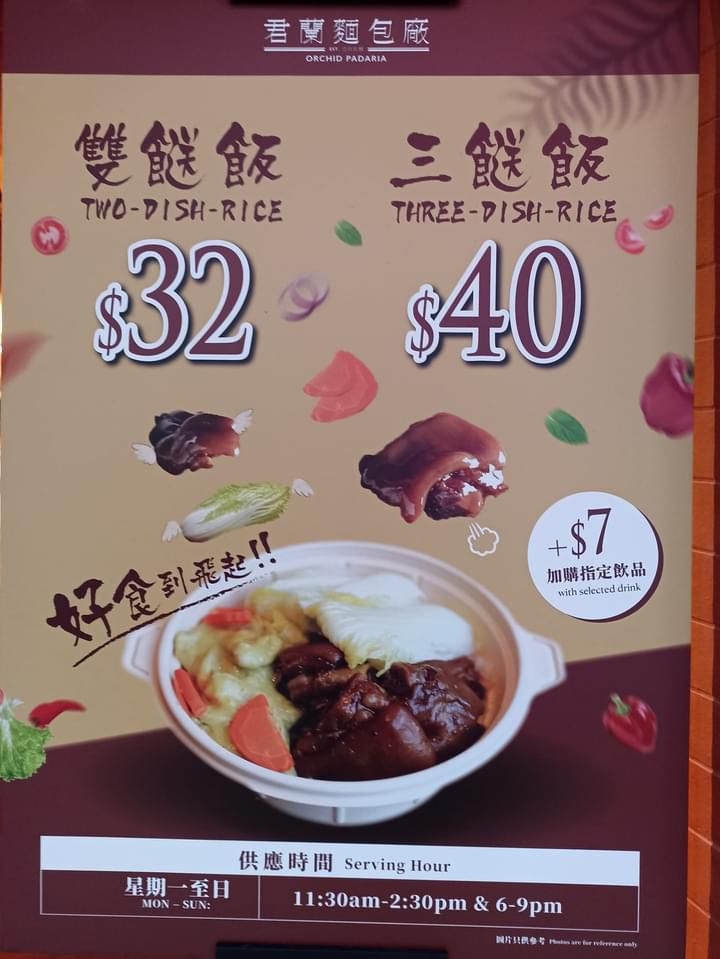 君蘭麵包廠
ORCHID PADARIA
雙餸飯
TWO-DISH-RICE
$32
三餸飯
THREE-DISH-RICE
$40
+$7
加購指定飲品
with selected drink
好食到飛起!!
供應時間 Serving Hour
星期一至日
MON – SUN:
11:30am-2:30pm & 6-9pm
圖片只供參考 Photos are for reference only